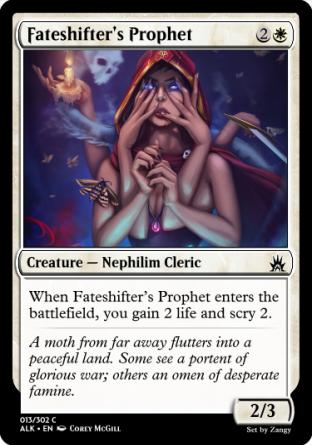 Fateshifter's Prophet 2
Creature — Nephilim Cleric
When Fateshifter's Prophet enters the
battlefield, you gain 2 life and scry 2.
A moth from far away flutters into a
peaceful land. Some see a portent of
glorious war; others an omen of desperate
famine.
2/3
013/302 C
ALK • EN Corey McGill
Set by Zangy